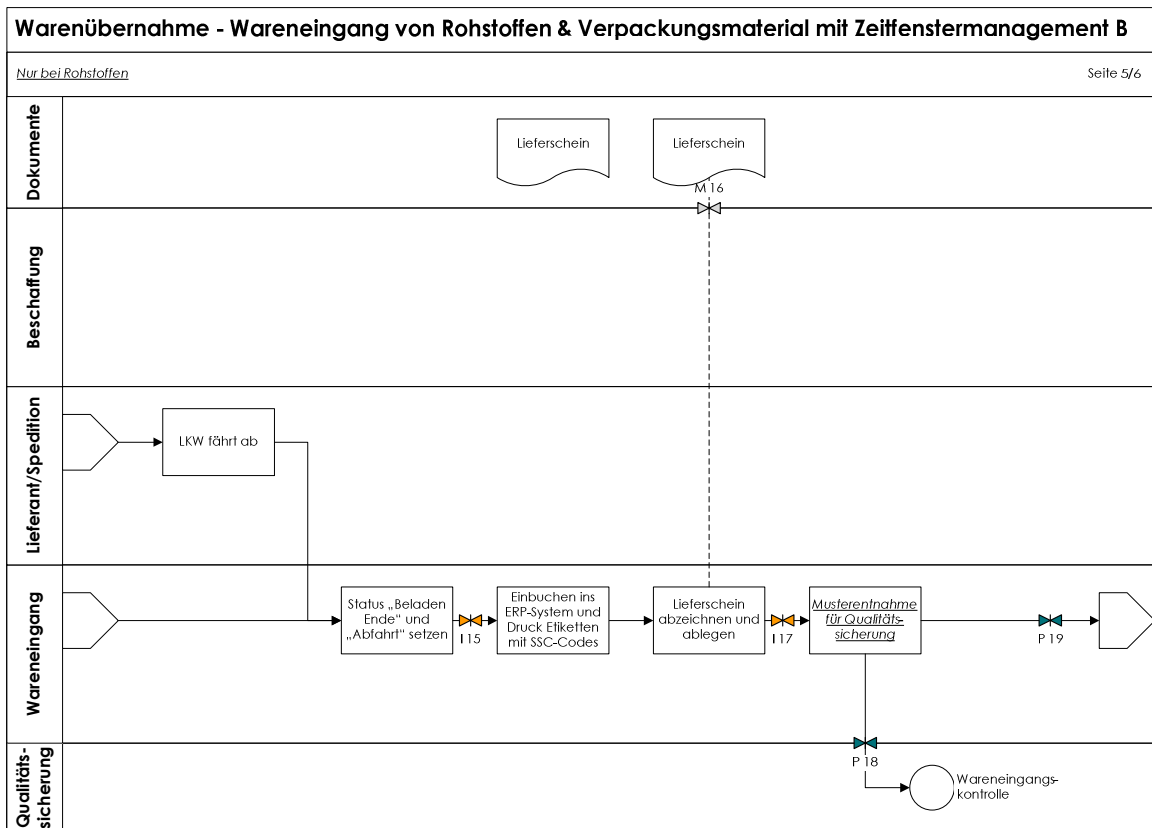 Warenübernahme - Wareneingang von Rohstoffen & Verpackungsmaterial mit Zeitfenstermanagement B
Nur bei Rohstoffen
Seite 5/6
Dokumente
Lieferschein
Lieferschein
M 16
Beschaffung
Lieferant/Spedition
LKW fährt ab
Wareneingang
Status „Beladen
Ende“ und
„Abfahrt“ setzen
I 15
Einbuchen ins
ERP-System und
Druck Etiketten
mit SSC-Codes
Lieferschein
abzeichnen und
ablegen
I 17
Musterentnahme
für Qualitäts-
sicherung
P 19
Qualitäts-
sicherung
P 18
Wareneingangs-
kontrolle